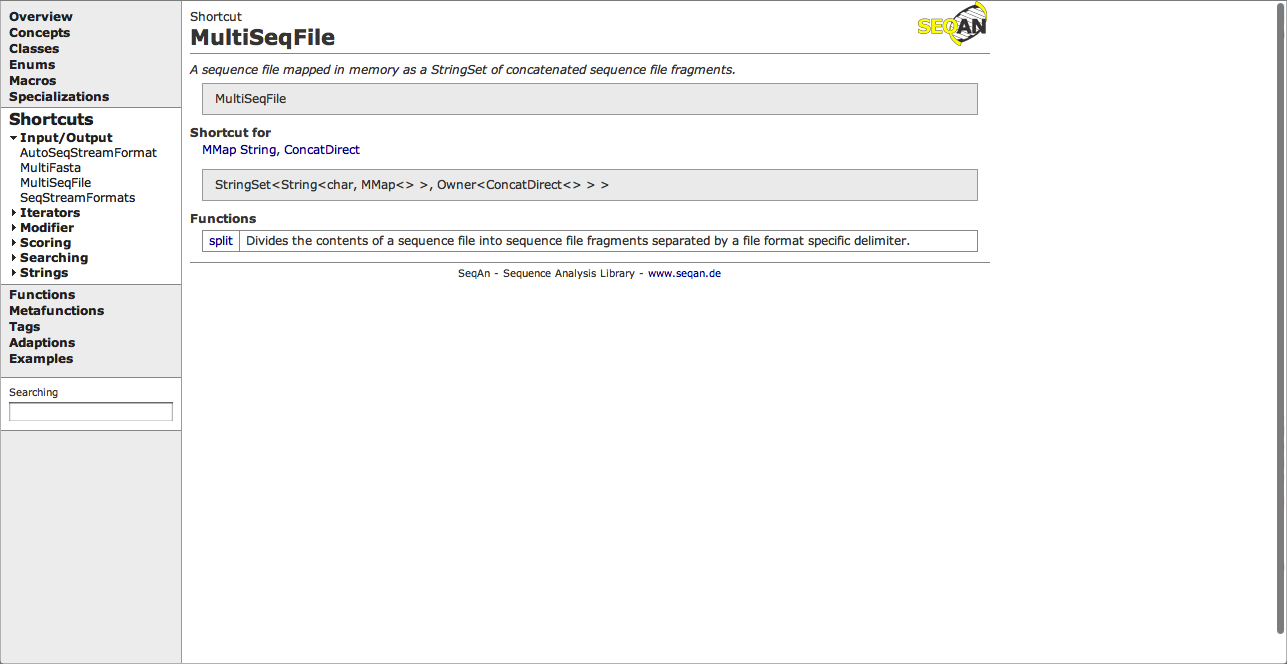 Overview
Concepts
Classes
Enums
Macros
Specializations
Shortcuts
Input/Output
AutoSeqStreamFormat
MultiFasta
MultiSeqFile
SeqStreamFormats
Iterators
Modifier
Scoring
Searching
Strings
Functions
Metafunctions
Tags
Adaptions
Examples
Searching
Shortcut
SEQAN
MultiSeqFile
A sequence file mapped in memory as a StringSet of concatenated sequence file fragments.
MultiSeqFile
Shortcut for
MMap String, ConcatDirect
StringSet<String<char, MMap<> >, Owner<ConcatDirect<> > >
Functions
split Divides the contents of a sequence file into sequence file fragments separated by a file format specific delimiter.
SeqAn - Sequence Analysis Library - www.seqan.de